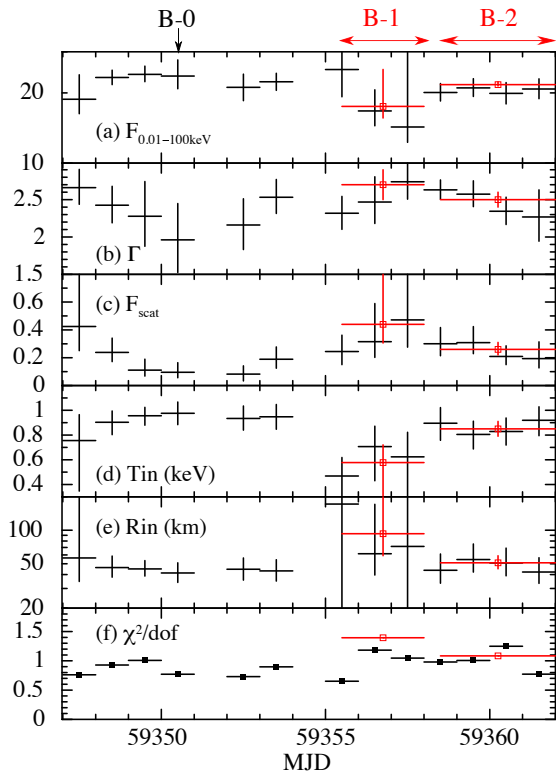 B-0 B-1 B-2
20
(a) F0.01−100keV
10
2.5
2
(b) Γ
1.5
(c) Fscat
0.4
0.2
0
1
0.8
0.6
(d) Tin (keV)
0.4
(e) Rin (km)
100
50
20
(f) χ²/dof
1.5
1
0.5
0
59350 59355 59360
MJD